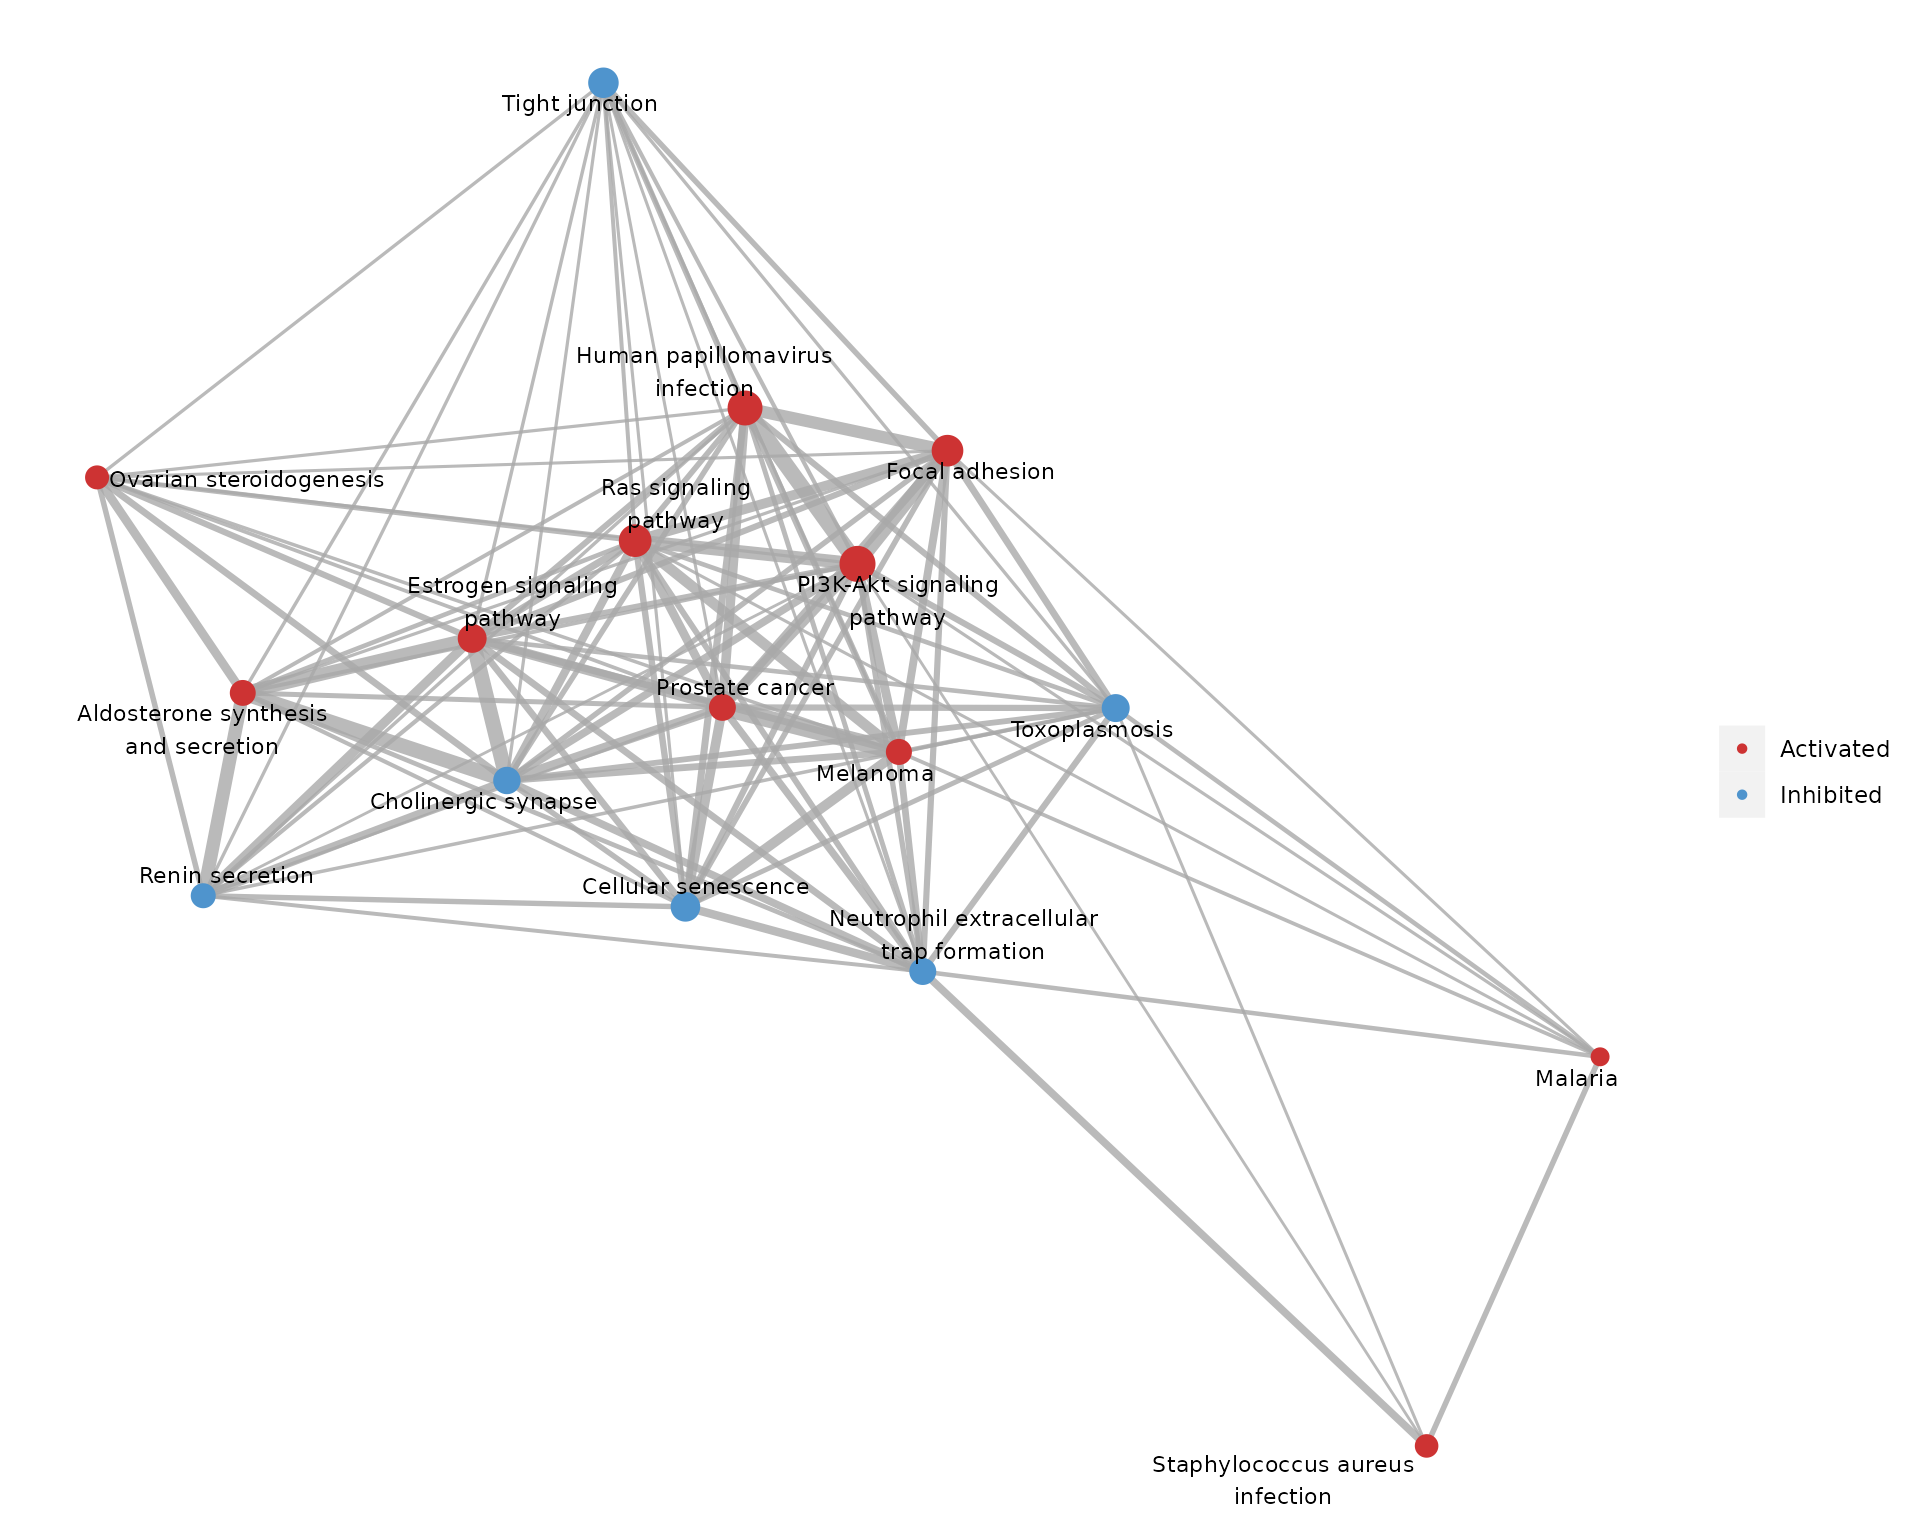 Tight junction
Human papillomavirus
infection
Focal adhesion
Ovarian steroidogenesis
Ras signaling
pathway
Estrogen signaling
pathway
PI3K-Akt signaling
pathway
Prostate cancer
Aldosterone synthesis
and secretion
Toxoplasmosis
Melanoma
Cholinergic synapse
Activated
Inhibited
Renin secretion
Cellular senescence
Neutrophil extracellular
trap formation
Malaria
Staphylococcus aureus
infection